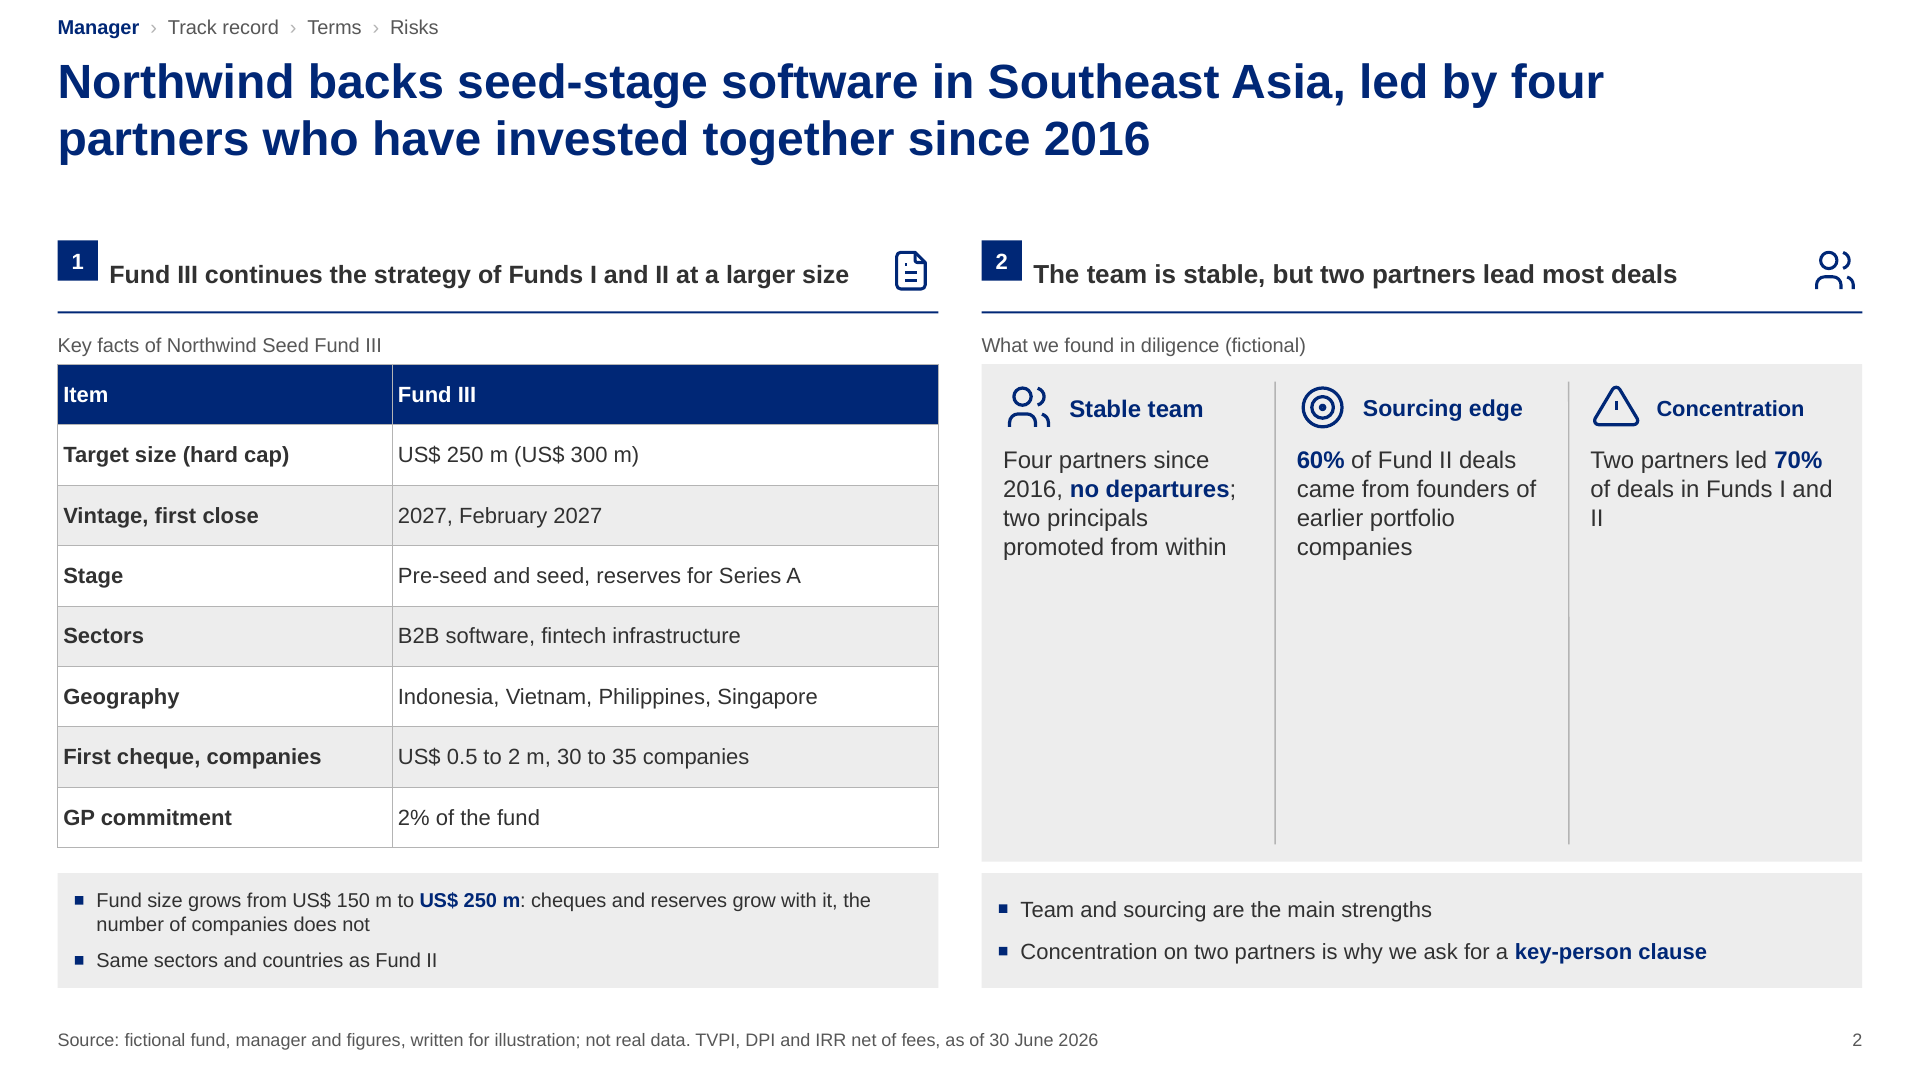 Manager › Track record › Terms › Risks
Northwind backs seed-stage software in Southeast Asia, led by four
partners who have invested together since 2016
1
Fund III continues the strategy of Funds I and II at a larger size
Key facts of Northwind Seed Fund III
Item Fund III
Target size (hard cap) US$ 250 m (US$ 300 m)
Vintage, first close 2027, February 2027
Stage Pre-seed and seed, reserves for Series A
Sectors B2B software, fintech infrastructure
Geography Indonesia, Vietnam, Philippines, Singapore
First cheque, companies US$ 0.5 to 2 m, 30 to 35 companies
GP commitment 2% of the fund
■ Fund size grows from US$ 150 m to US$ 250 m: cheques and reserves grow with it, the
number of companies does not
■ Same sectors and countries as Fund II
2
The team is stable, but two partners lead most deals
What we found in diligence (fictional)
Stable team
Four partners since
2016, no departures;
two principals
promoted from within
Sourcing edge
60% of Fund II deals
came from founders of
earlier portfolio
companies
Concentration
Two partners led 70%
of deals in Funds I and
II
■ Team and sourcing are the main strengths
■ Concentration on two partners is why we ask for a key-person clause
Source: fictional fund, manager and figures, written for illustration; not real data. TVPI, DPI and IRR net of fees, as of 30 June 2026
2